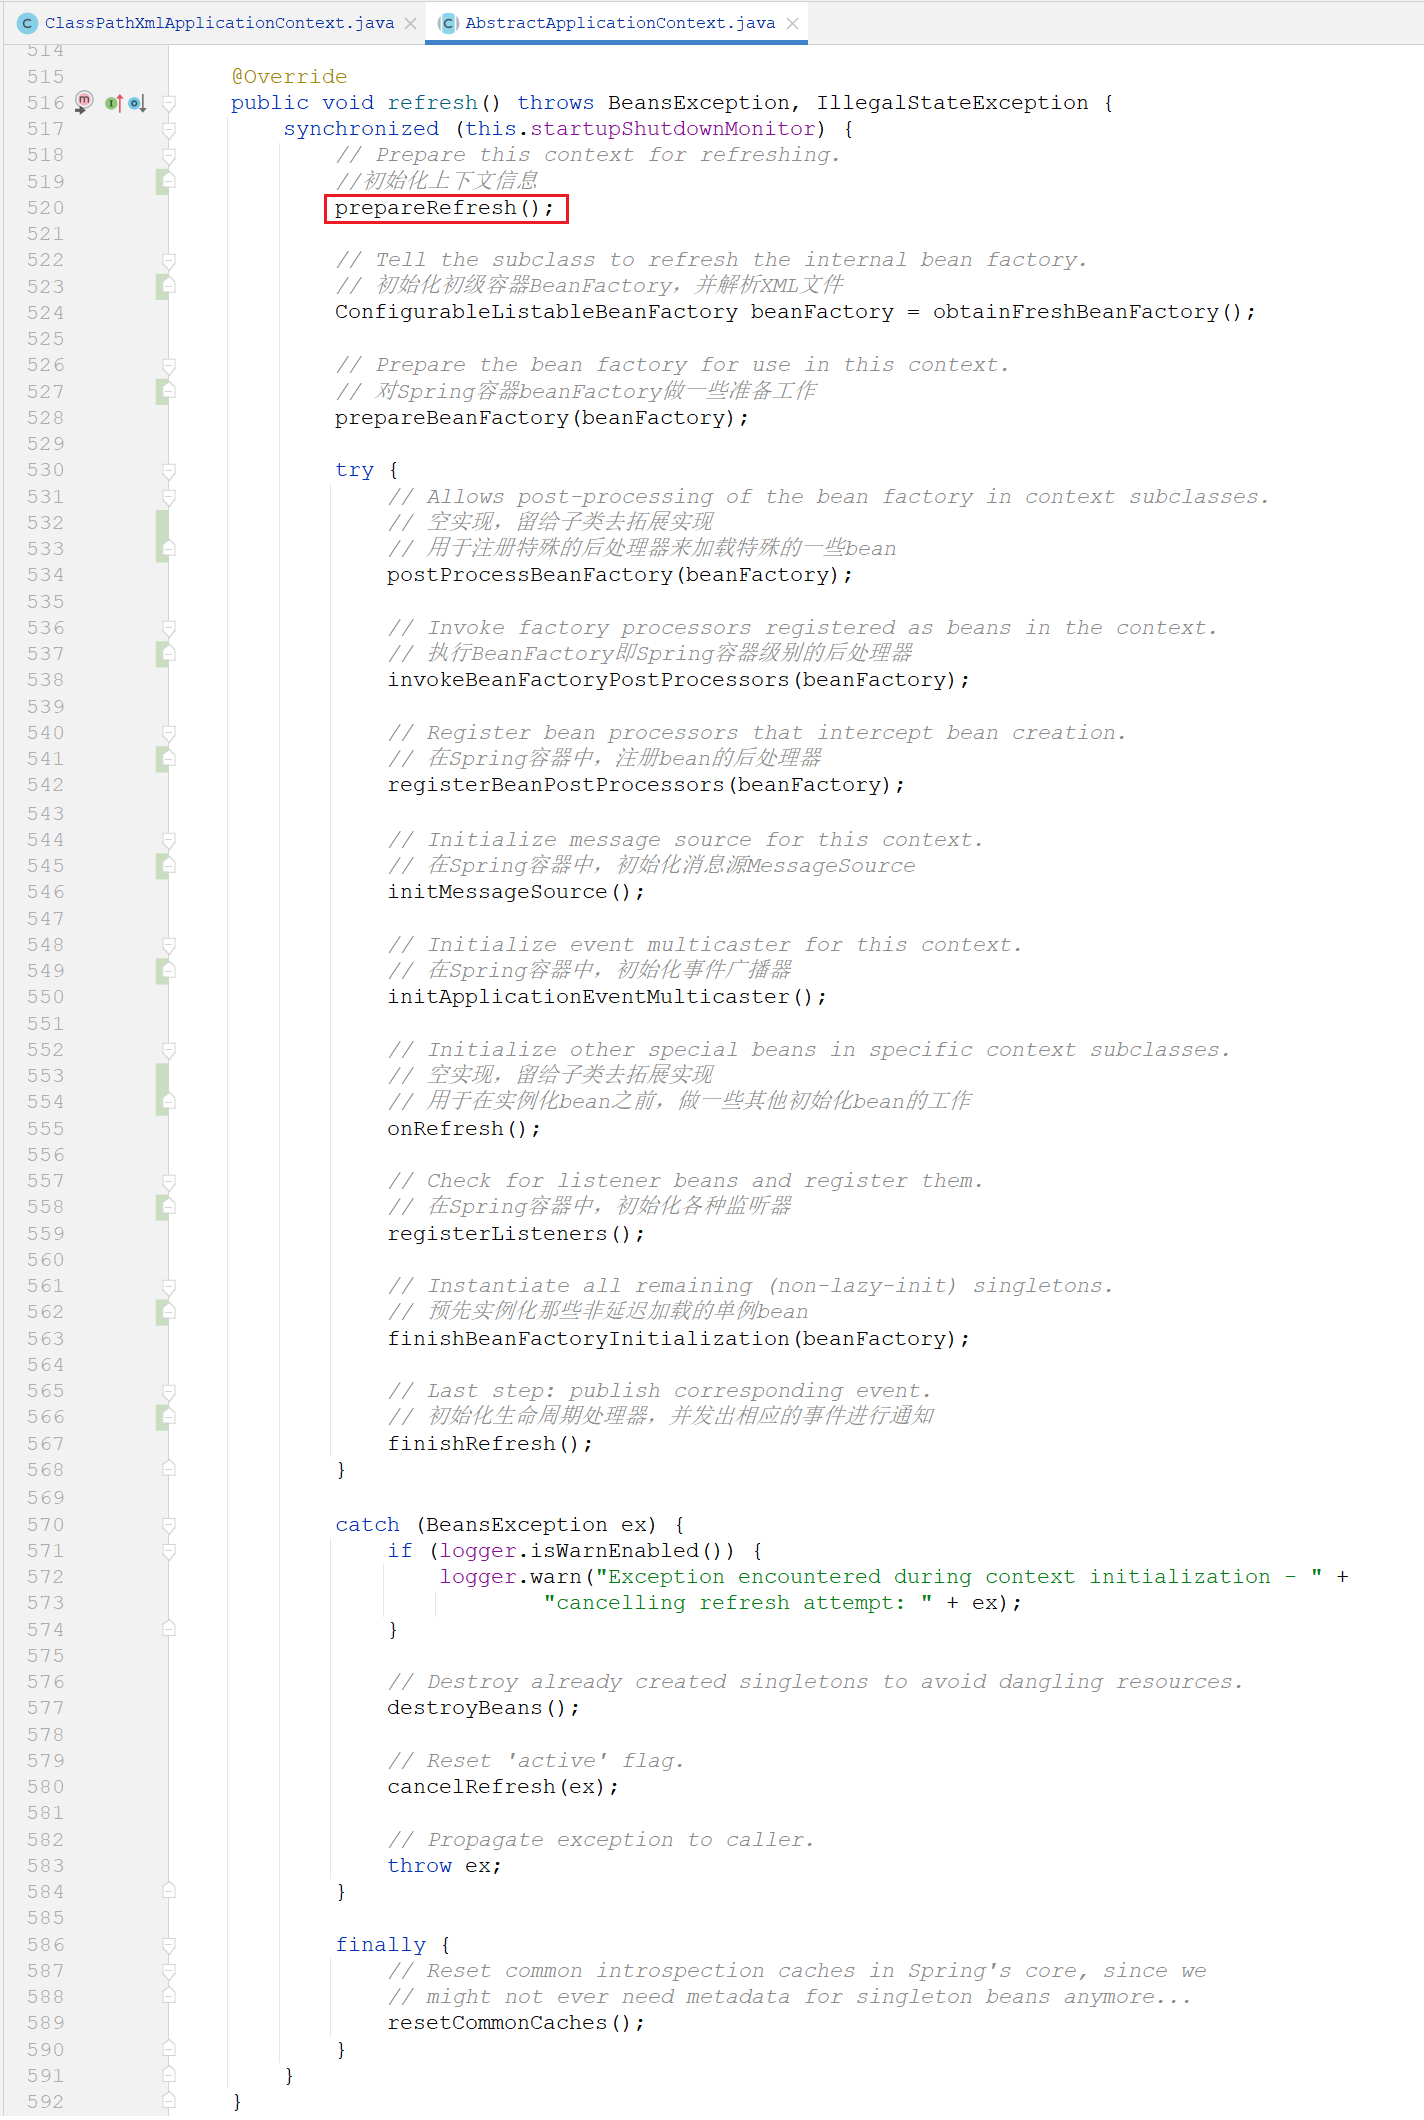 ClassPathXmlApplicationContext.java AbstractApplicationContext.java
514
515 @Override
516 public void refresh() throws BeansException, IllegalStateException {
517 synchronized (this.startupShutdownMonitor) {
518 // Prepare this context for refreshing.
519 //初始化上下文信息
520 prepareRefresh();
521
522 // Tell the subclass to refresh the internal bean factory.
523 // 初始化初级容器BeanFactory，并解析XML文件
524 ConfigurableListableBeanFactory beanFactory = obtainFreshBeanFactory();
525
526 // Prepare the bean factory for use in this context.
527 // 对Spring容器beanFactory做一些准备工作
528 prepareBeanFactory(beanFactory);
529
530 try {
531 // Allows post-processing of the bean factory in context subclasses.
532 // 空实现，留给子类去拓展实现
533 // 用于注册特殊的后处理器来加载特殊的一些bean
534 postProcessBeanFactory(beanFactory);
535
536 // Invoke factory processors registered as beans in the context.
537 // 执行BeanFactory即Spring容器级别的后处理器
538 invokeBeanFactoryPostProcessors(beanFactory);
539
540 // Register bean processors that intercept bean creation.
541 // 在Spring容器中，注册bean的后处理器
542 registerBeanPostProcessors(beanFactory);
543
544 // Initialize message source for this context.
545 // 在Spring容器中，初始化消息源MessageSource
546 initMessageSource();
547
548 // Initialize event multicaster for this context.
549 // 在Spring容器中，初始化事件广播器
550 initApplicationEventMulticaster();
551
552 // Initialize other special beans in specific context subclasses.
553 // 空实现，留给子类去拓展实现
554 // 用于在实例化bean之前，做一些其他初始化bean的工作
555 onRefresh();
556
557 // Check for listener beans and register them.
558 // 在Spring容器中，初始化各种监听器
559 registerListeners();
560
561 // Instantiate all remaining (non-lazy-init) singletons.
562 // 预先实例化那些非延迟加载的单例bean
563 finishBeanFactoryInitialization(beanFactory);
564
565 // Last step: publish corresponding event.
566 // 初始化生命周期处理器，并发出相应的事件进行通知
567 finishRefresh();
568 }
569
570 catch (BeansException ex) {
571 if (logger.isWarnEnabled()) {
572 logger.warn("Exception encountered during context initialization - " +
573 "cancelling refresh attempt: " + ex);
574 }
575
576 // Destroy already created singletons to avoid dangling resources.
577 destroyBeans();
578
579 // Reset 'active' flag.
580 cancelRefresh(ex);
581
582 // Propagate exception to caller.
583 throw ex;
584 }
585
586 finally {
587 // Reset common introspection caches in Spring's core, since we
588 // might not ever need metadata for singleton beans anymore...
589 resetCommonCaches();
590 }
591 }
592 }